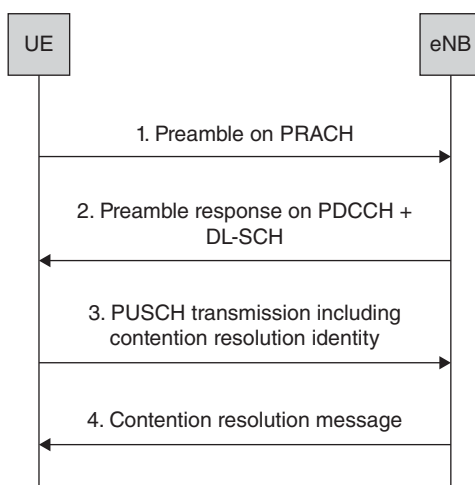 UE
eNB
1. Preamble on PRACH
2. Preamble response on PDCCH +
DL-SCH
3. PUSCH transmission including
contention resolution identity
4. Contention resolution message